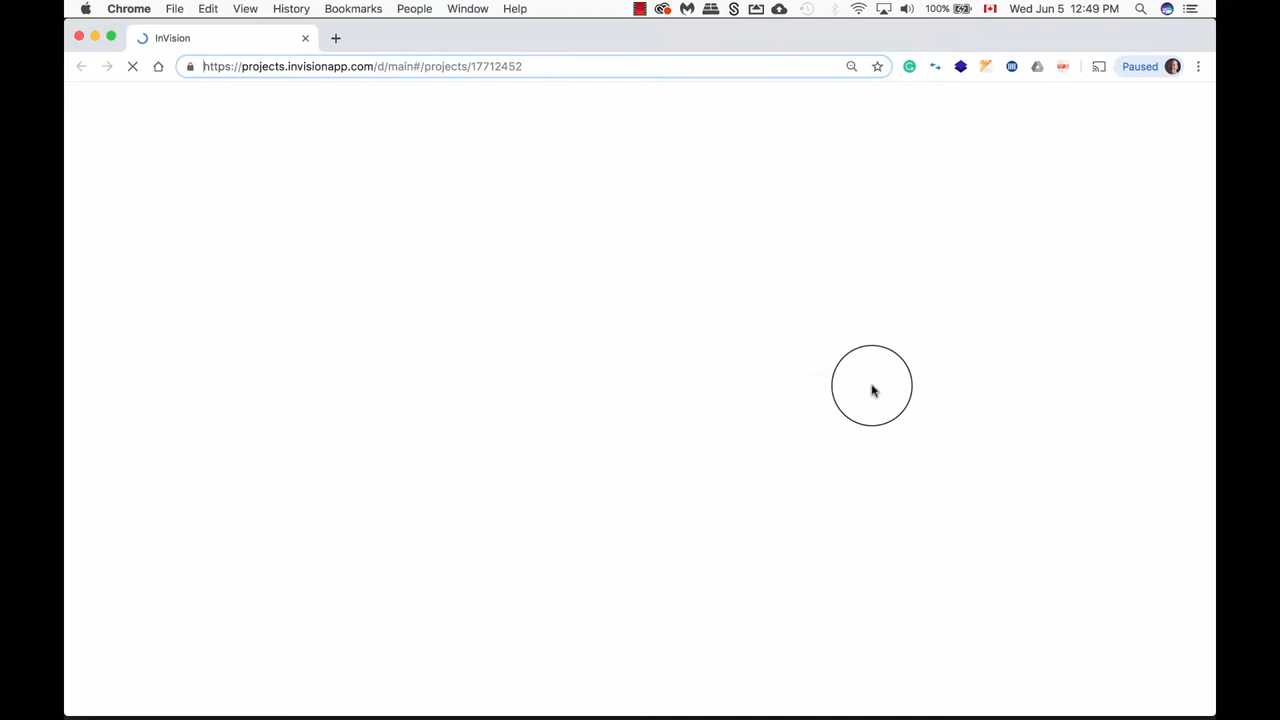 Chrome File Edit View History Bookmarks People Window Help 100% Wed Jun 5 12:49 PM
InVision
https://projects.invisionapp.com/d/main#/projects/17712452 Paused